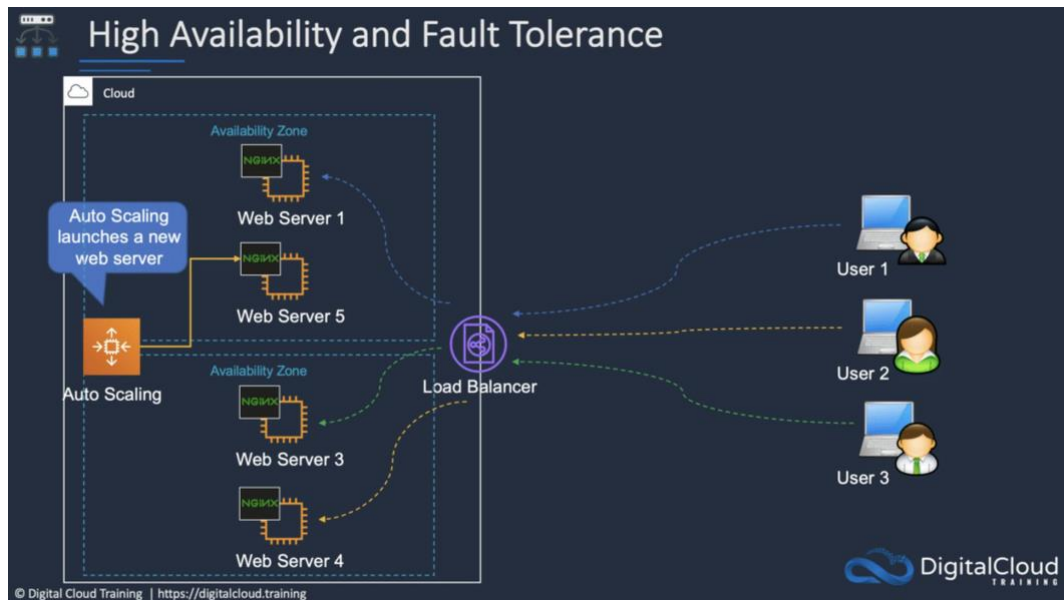 High Availability and Fault Tolerance
Cloud
Availability Zone
NGINX
Web Server 1
Auto Scaling
launches a new
web server
NGINX
Web Server 5
Auto Scaling
Availability Zone
NGINX
Web Server 3
NGINX
Web Server 4
Load Balancer
User 1
User 2
User 3
DigitalCloud
TRAINING
© Digital Cloud Training | https://digitalcloud.training